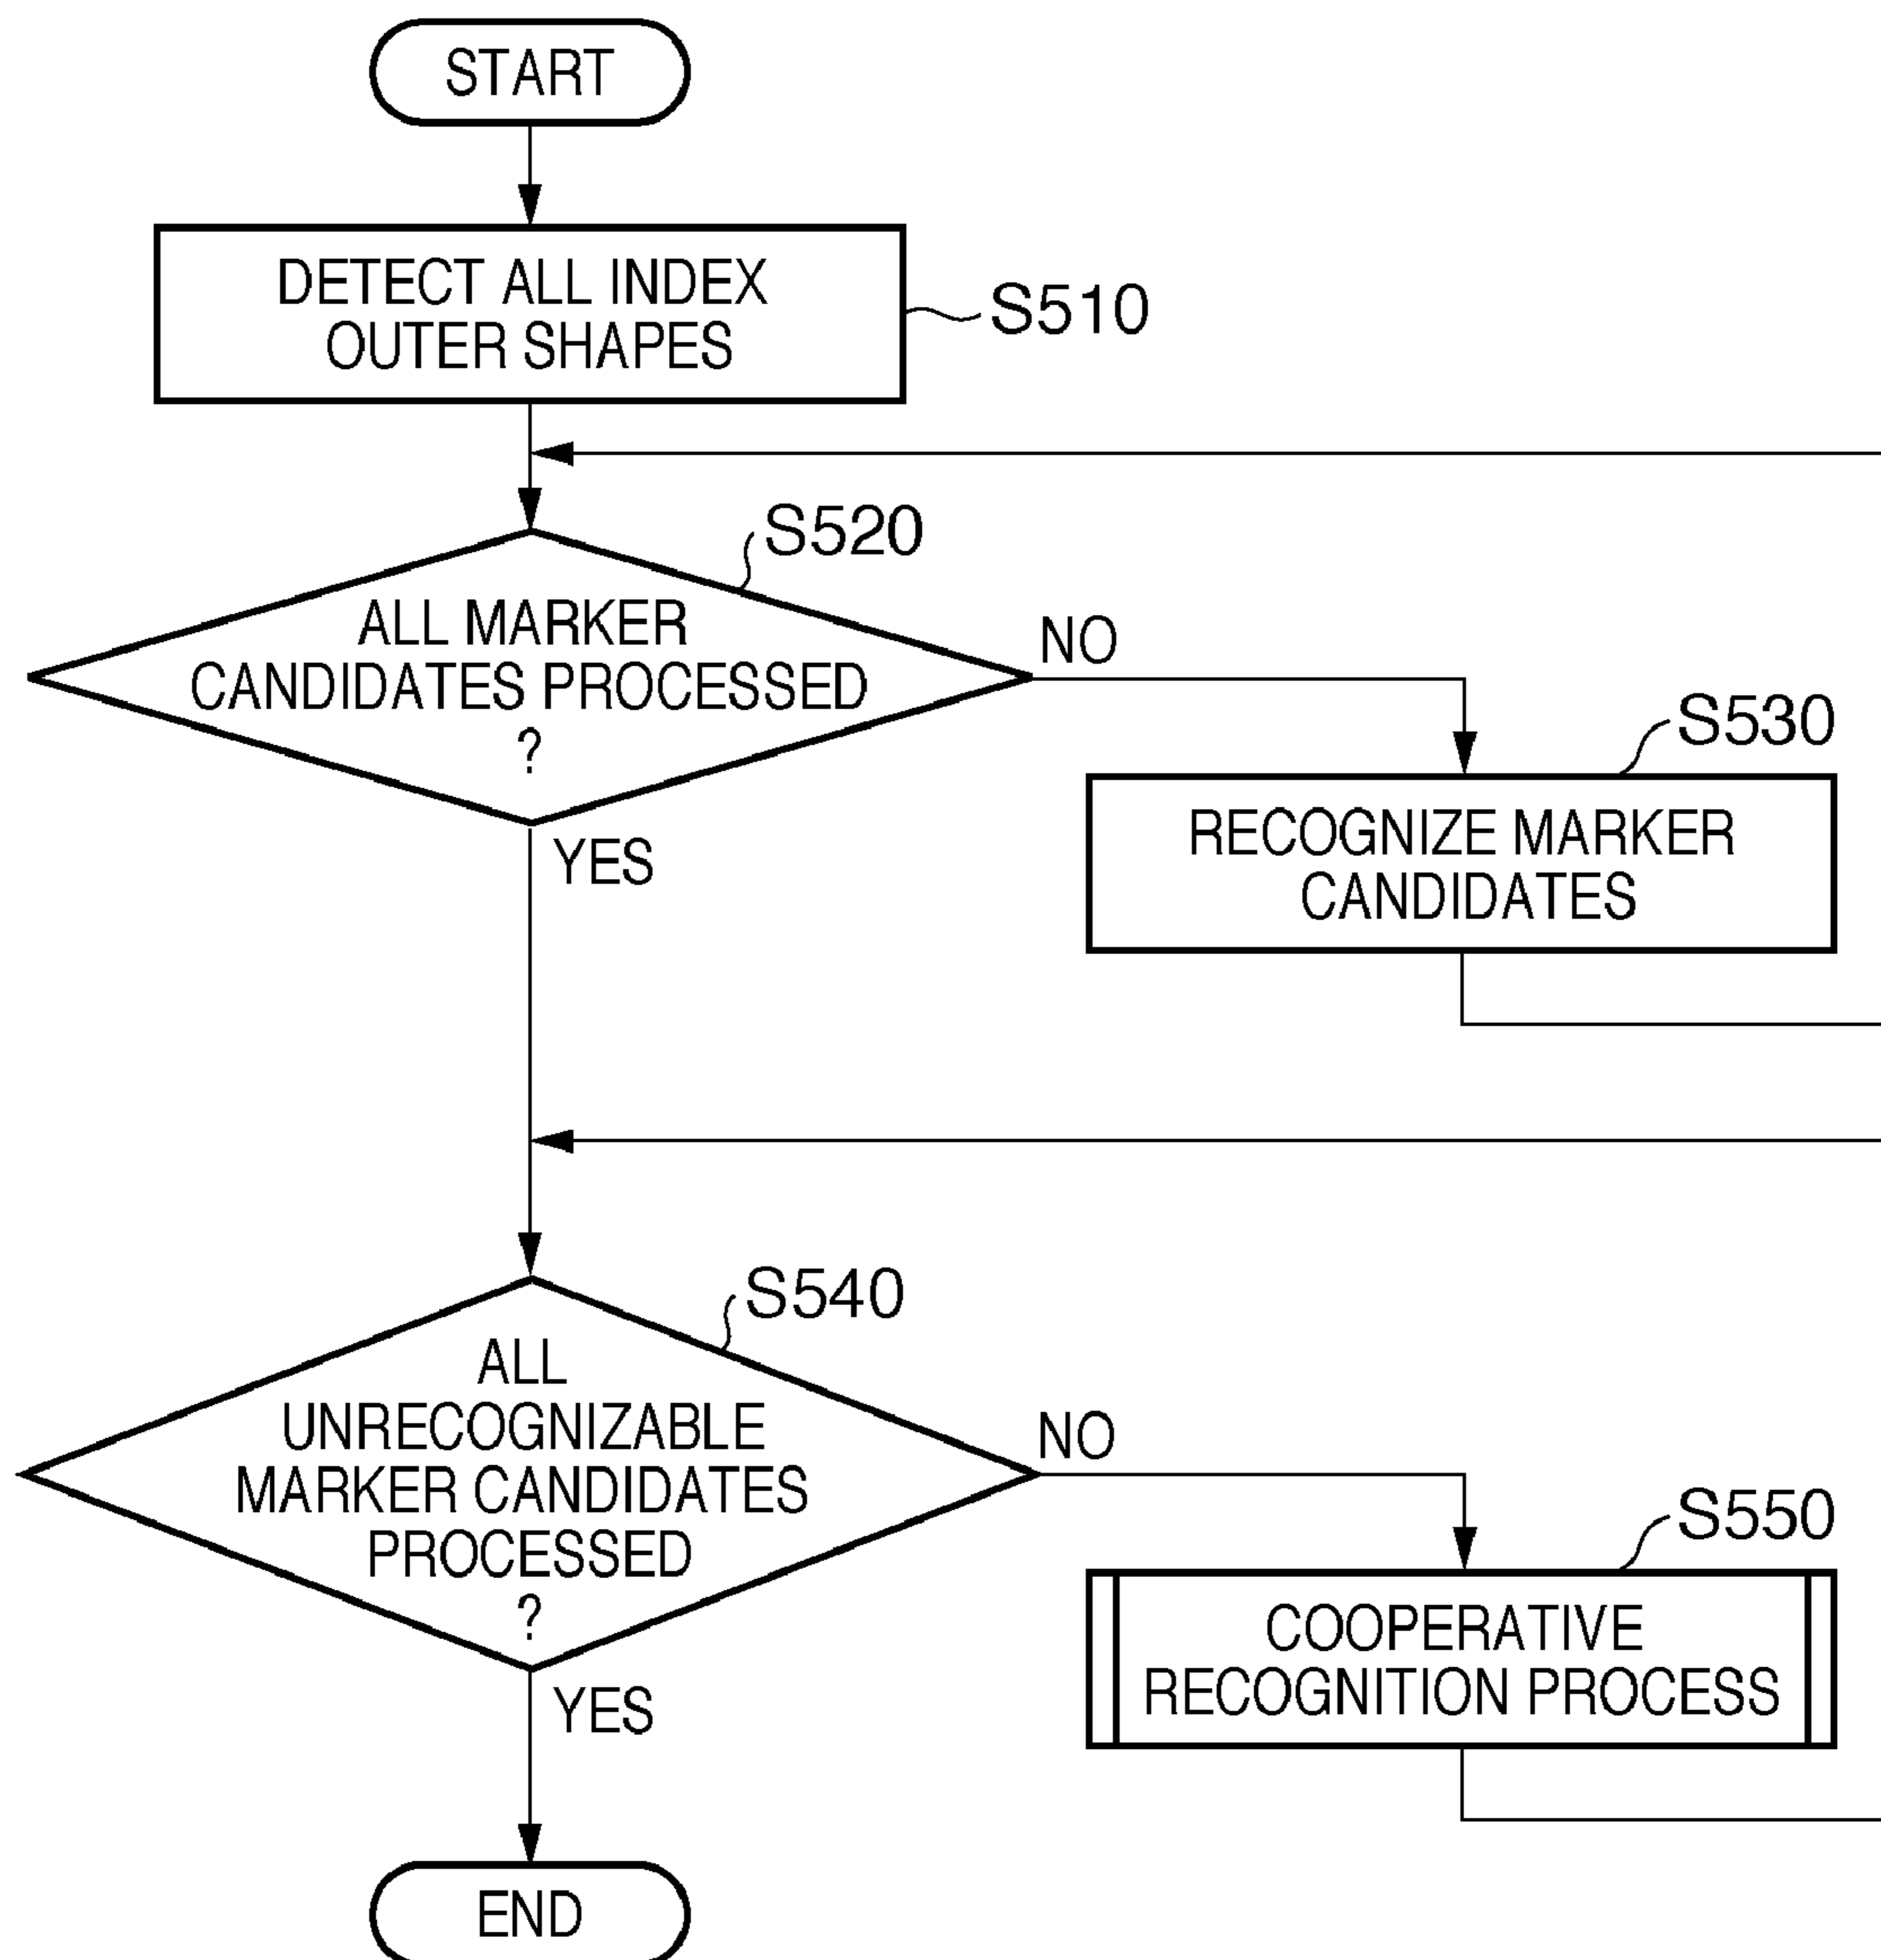 START
DETECT ALL INDEX
OUTER SHAPES
S510
S520
ALL MARKER
CANDIDATES PROCESSED
?
NO
YES
S530
RECOGNIZE MARKER
CANDIDATES
S540
ALL
UNRECOGNIZABLE
MARKER CANDIDATES
PROCESSED
?
NO
YES
S550
COOPERATIVE
RECOGNITION PROCESS
END